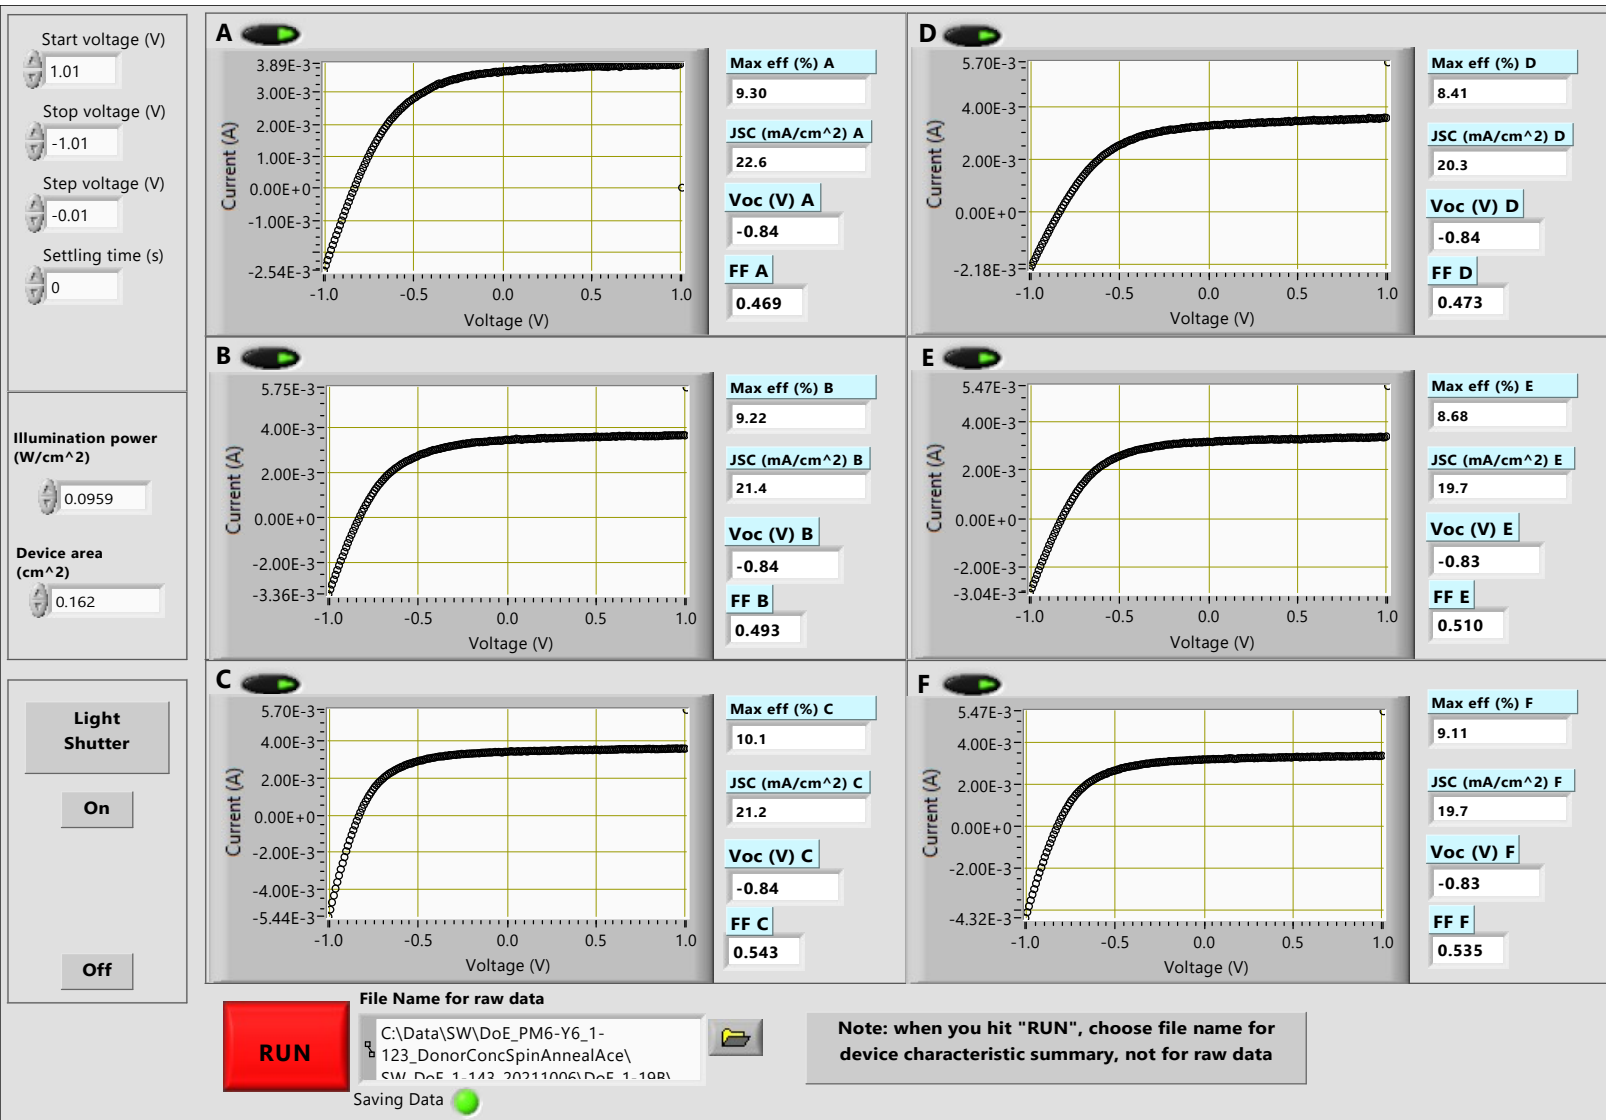 Start voltage (V)
1.01
Stop voltage (V)
-1.01
Step voltage (V)
-0.01
Settling time (s)
0
Illumination power
(W/cm^2)
0.0959
Device area
(cm^2)
0.162
Light
Shutter
On
Off
A
3.89E-3
3.00E-3
2.00E-3
1.00E-3
0.00E+0
-1.00E-3
-2.54E-3
Current (A)
-1.0 -0.5 0.0 0.5 1.0
Voltage (V)
Max eff (%) A
9.30
JSC (mA/cm^2) A
22.6
Voc (V) A
-0.84
FF A
0.469
D
5.70E-3
4.00E-3
2.00E-3
0.00E+0
-2.18E-3
Current (A)
-1.0 -0.5 0.0 0.5 1.0
Voltage (V)
Max eff (%) D
8.41
JSC (mA/cm^2) D
20.3
Voc (V) D
-0.84
FF D
0.473
B
5.75E-3
4.00E-3
2.00E-3
0.00E+0
-2.00E-3
-3.36E-3
Current (A)
-1.0 -0.5 0.0 0.5 1.0
Voltage (V)
Max eff (%) B
9.22
JSC (mA/cm^2) B
21.4
Voc (V) B
-0.84
FF B
0.493
E
5.47E-3
4.00E-3
2.00E-3
0.00E+0
-2.00E-3
-3.04E-3
Current (A)
-1.0 -0.5 0.0 0.5 1.0
Voltage (V)
Max eff (%) E
8.68
JSC (mA/cm^2) E
19.7
Voc (V) E
-0.83
FF E
0.510
C
5.70E-3
4.00E-3
2.00E-3
0.00E+0
-2.00E-3
-4.00E-3
-5.44E-3
Current (A)
-1.0 -0.5 0.0 0.5 1.0
Voltage (V)
Max eff (%) C
10.1
JSC (mA/cm^2) C
21.2
Voc (V) C
-0.84
FF C
0.543
F
5.47E-3
4.00E-3
2.00E-3
0.00E+0
-2.00E-3
-4.32E-3
Current (A)
-1.0 -0.5 0.0 0.5 1.0
Voltage (V)
Max eff (%) F
9.11
JSC (mA/cm^2) F
19.7
Voc (V) F
-0.83
FF F
0.535
RUN
File Name for raw data
C:\Data\SW\DoE_PM6-Y6_1-
123_DonorConcSpinAnnealAce\
SW_DoE_1-143_20211006\DoE_1-19B\
Saving Data
Note: when you hit "RUN", choose file name for
device characteristic summary, not for raw data